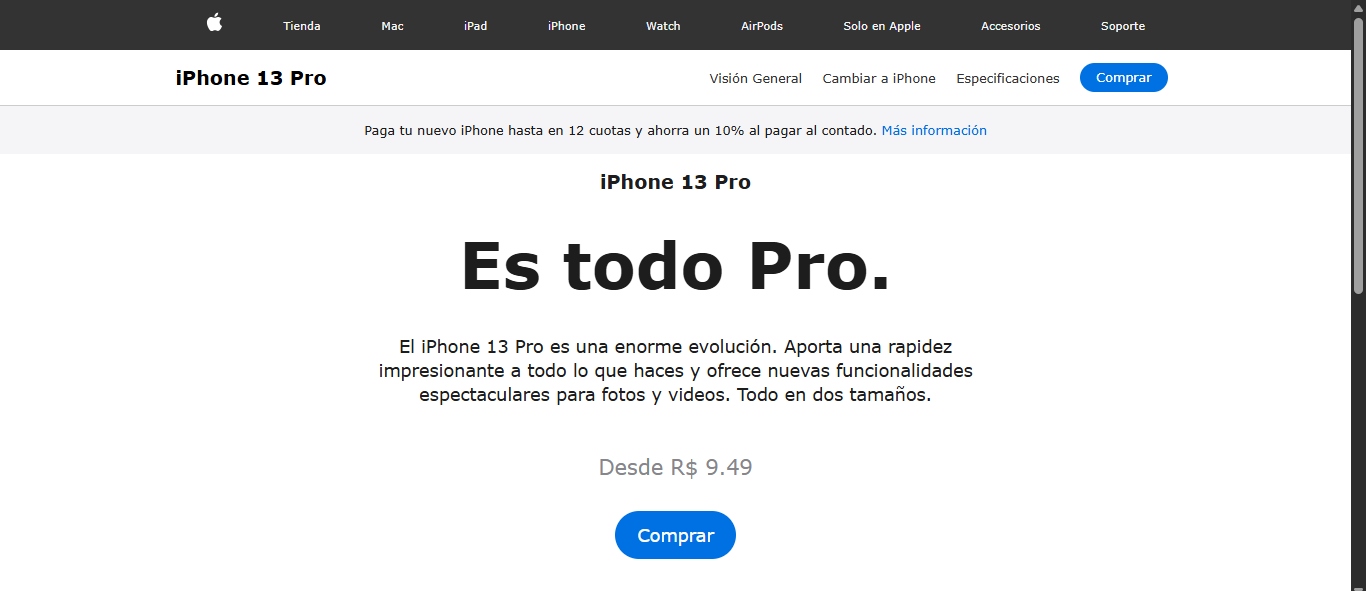 Tienda Mac iPad iPhone Watch AirPods Solo en Apple Accesorios Soporte
iPhone 13 Pro Visión General Cambiar a iPhone Especificaciones Comprar
Paga tu nuevo iPhone hasta en 12 cuotas y ahorra un 10% al pagar al contado. Más información
iPhone 13 Pro
Es todo Pro.
El iPhone 13 Pro es una enorme evolución. Aporta una rapidez
impresionante a todo lo que haces y ofrece nuevas funcionalidades
espectaculares para fotos y videos. Todo en dos tamaños.
Desde R$ 9.49
Comprar